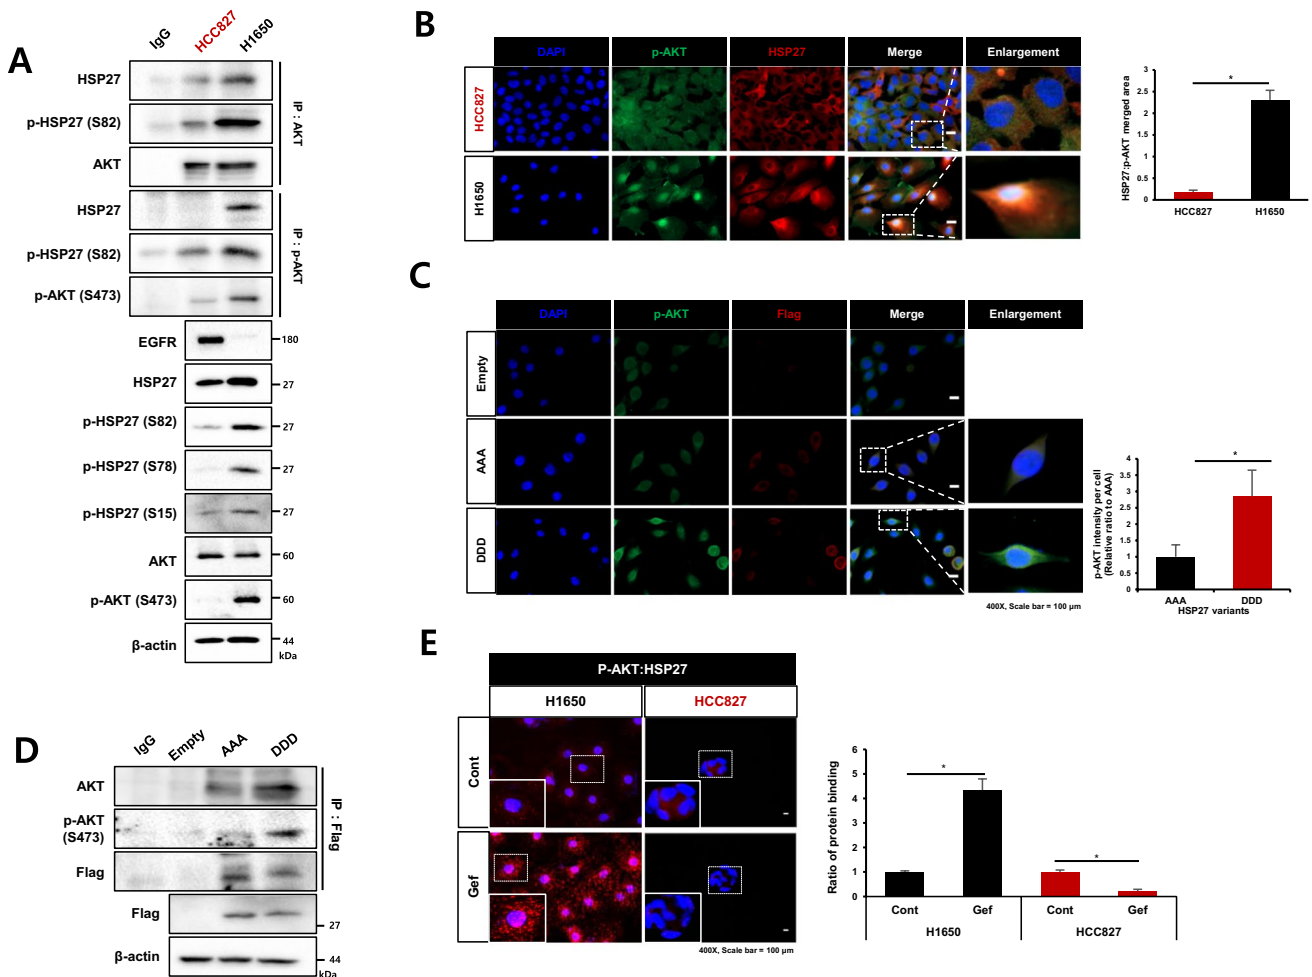 A
IgG
HCC827
H1650
HSP27
p-HSP27 (S82)
AKT
IP : AKT
HSP27
p-HSP27 (S82)
p-AKT (S473)
IP : p-AKT
EGFR
180
HSP27
27
p-HSP27 (S82)
27
p-HSP27 (S78)
27
p-HSP27 (S15)
27
AKT
60
p-AKT (S473)
60
β-actin
44
kDa
B
DAPI
p-AKT
HSP27
Merge
Enlargement
HCC827
H1650
HSP27:p-AKT merged area
3
2.5
2
1.5
1
0.5
0
*
HCC827
H1650
C
DAPI
p-AKT
Flag
Merge
Enlargement
Empty
AAA
DDD
400X, Scale bar = 100 μm
p-AKT intensity per cell
(Relative ratio to AAA)
4
3.5
3
2.5
2
1.5
1
0.5
0
*
AAA
DDD
HSP27 variants
D
IgG
Empty
AAA
DDD
AKT
p-AKT
(S473)
Flag
IP : Flag
Flag
27
β-actin
44
kDa
E
P-AKT:HSP27
H1650
HCC827
Cont
Gef
400X, Scale bar = 100 μm
Ratio of protein binding
6
5
4
3
2
1
0
*
*
Cont
Gef
Cont
Gef
H1650
HCC827